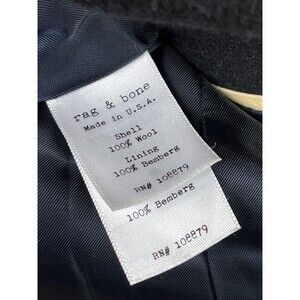 rag & bone
Made in U.S.A.
Shell
100% Wool
Lining
100% Bemberg
RN# 108879
100% Bemberg
RN# 108879